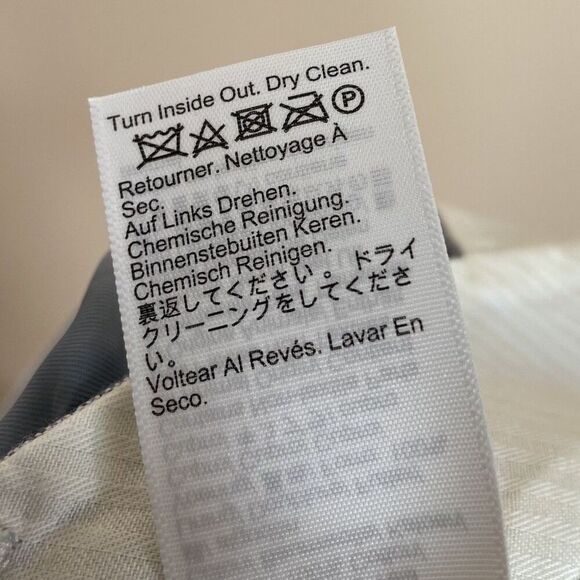 Turn Inside Out. Dry Clean.
P
Retourner. Nettoyage À
Sec.
Auf Links Drehen.
Chemische Reinigung.
Binnenstebuiten Keren.
Chemisch Reinigen.
裏返してください 。ドライ
クリーニングをしてくださ
い。
Voltear Al Revés. Lavar En
Seco.